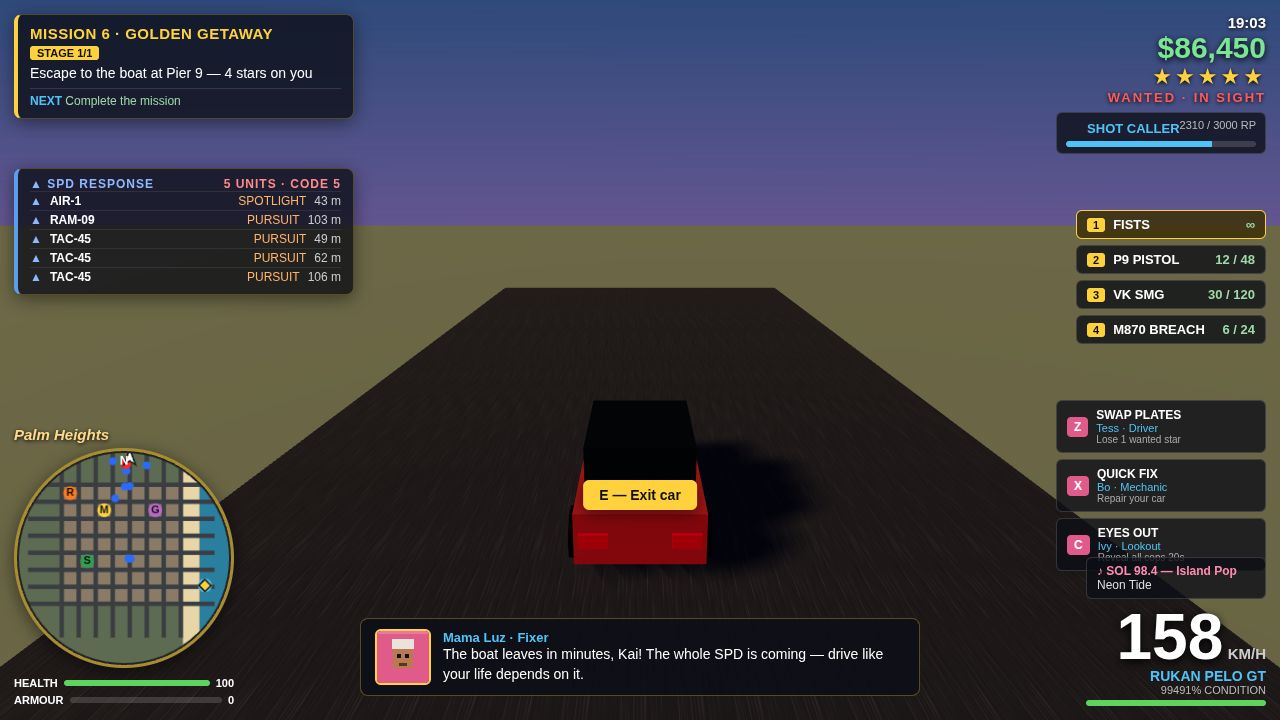 MISSION 6 · GOLDEN GETAWAY
STAGE 1/1
Escape to the boat at Pier 9 — 4 stars on you
NEXT Complete the mission
▲ SPD RESPONSE 5 UNITS · CODE 5
▲ AIR-1 SPOTLIGHT 43 m
▲ RAM-09 PURSUIT 103 m
▲ TAC-45 PURSUIT 49 m
▲ TAC-45 PURSUIT 62 m
▲ TAC-45 PURSUIT 106 m
19:03
$86,450
★★★★★
WANTED · IN SIGHT
SHOT CALLER 2310 / 3000 RP
1 FISTS ∞
2 P9 PISTOL 12 / 48
3 VK SMG 30 / 120
4 M870 BREACH 6 / 24
Z SWAP PLATES
Tess · Driver
Lose 1 wanted star
X QUICK FIX
Bo · Mechanic
Repair your car
C EYES OUT
Ivy · Lookout
Reveal all cops 20s
♪ SOL 98.4 — Island Pop
Neon Tide
158 KM/H
RUKAN PELO GT
99491% CONDITION
E — Exit car
Mama Luz · Fixer
The boat leaves in minutes, Kai! The whole SPD is coming — drive like
your life depends on it.
Palm Heights
N
R
M
G
S
HEALTH 100
ARMOUR 0